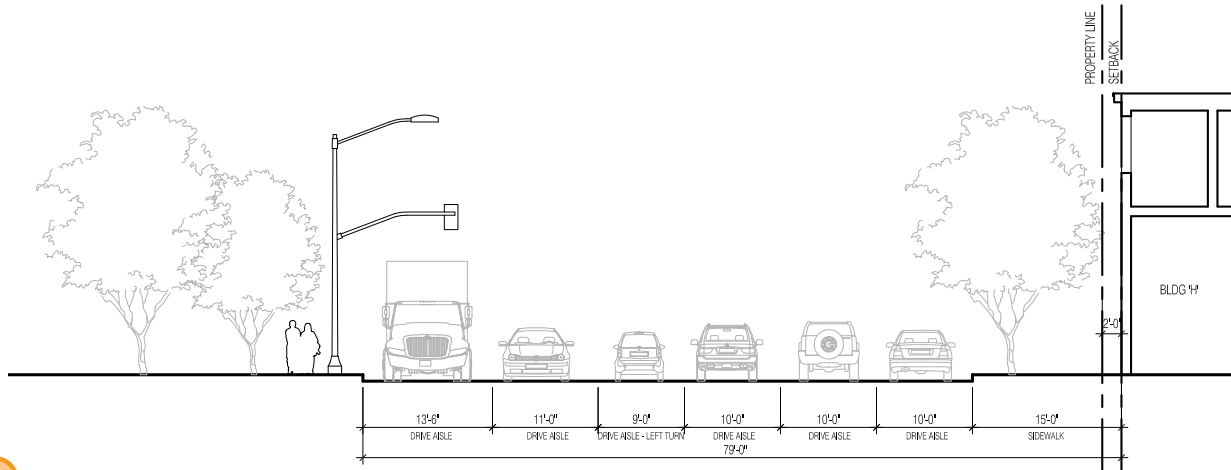 PROPERTY LINE
SETBACK
BLDG 'H'
2'-0"
13'-6"
DRIVE AISLE
11'-0"
DRIVE AISLE
9'-0"
DRIVE AISLE - LEFT TURN
10'-0"
DRIVE AISLE
10'-0"
DRIVE AISLE
10'-0"
DRIVE AISLE
15'-0"
SIDEWALK
79'-0"